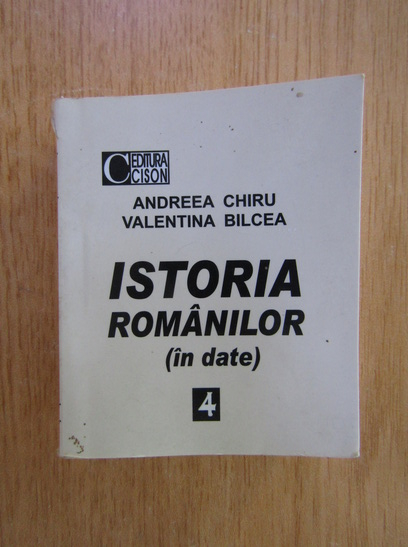 EDITURA
CISON
ANDREEA CHIRU
VALENTINA BILCEA
ISTORIA
ROMÂNILOR
(în date)
4